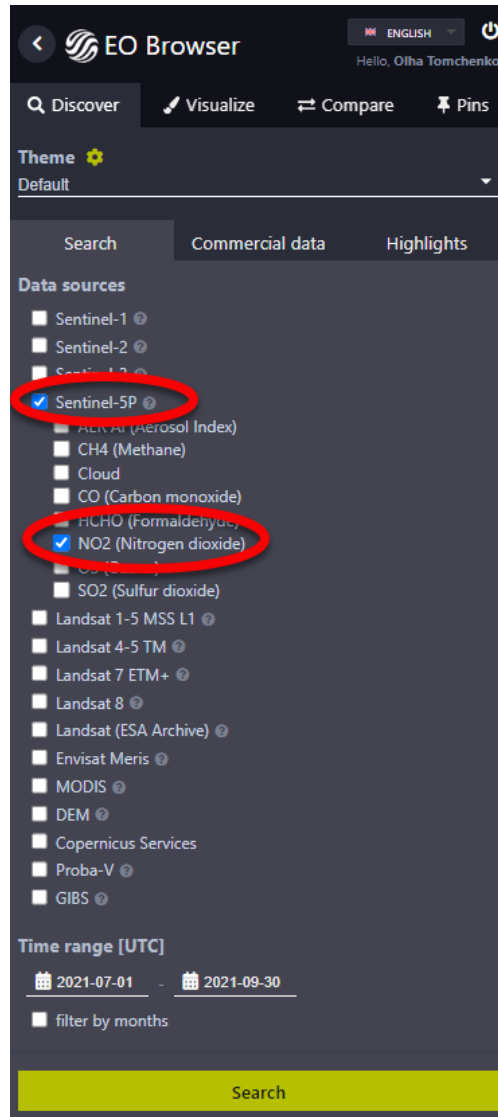 EO Browser
ENGLISH
Hello, Olha Tomchenko
Discover Visualize Compare Pins
Theme
Default
Search Commercial data Highlights
Data sources
Sentinel-1
Sentinel-2
Sentinel-3
Sentinel-5P
AER AI (Aerosol Index)
CH4 (Methane)
Cloud
CO (Carbon monoxide)
HCHO (Formaldehyde)
NO2 (Nitrogen dioxide)
SO2 (Sulfur dioxide)
Landsat 1-5 MSS L1
Landsat 4-5 TM
Landsat 7 ETM+
Landsat 8
Landsat (ESA Archive)
Envisat Meris
MODIS
DEM
Copernicus Services
Proba-V
GIBS
Time range [UTC]
2021-07-01 - 2021-09-30
filter by months
Search